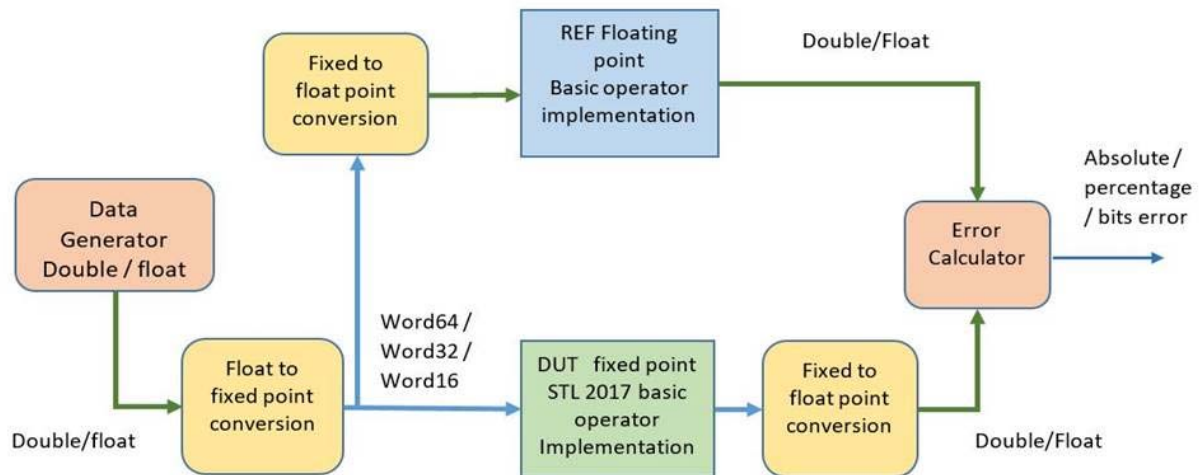 Fixed to
float point
conversion
REF Floating
point
Basic operator
implementation
Double/Float
Absolute /
percentage
/ bits error
Data
Generator
Double / float
Error
Calculator
Word64 /
Word32 /
Word16
Float to
fixed point
conversion
DUT fixed point
STL 2017 basic
operator
Implementation
Fixed to
float point
conversion
Double/float
Double/Float